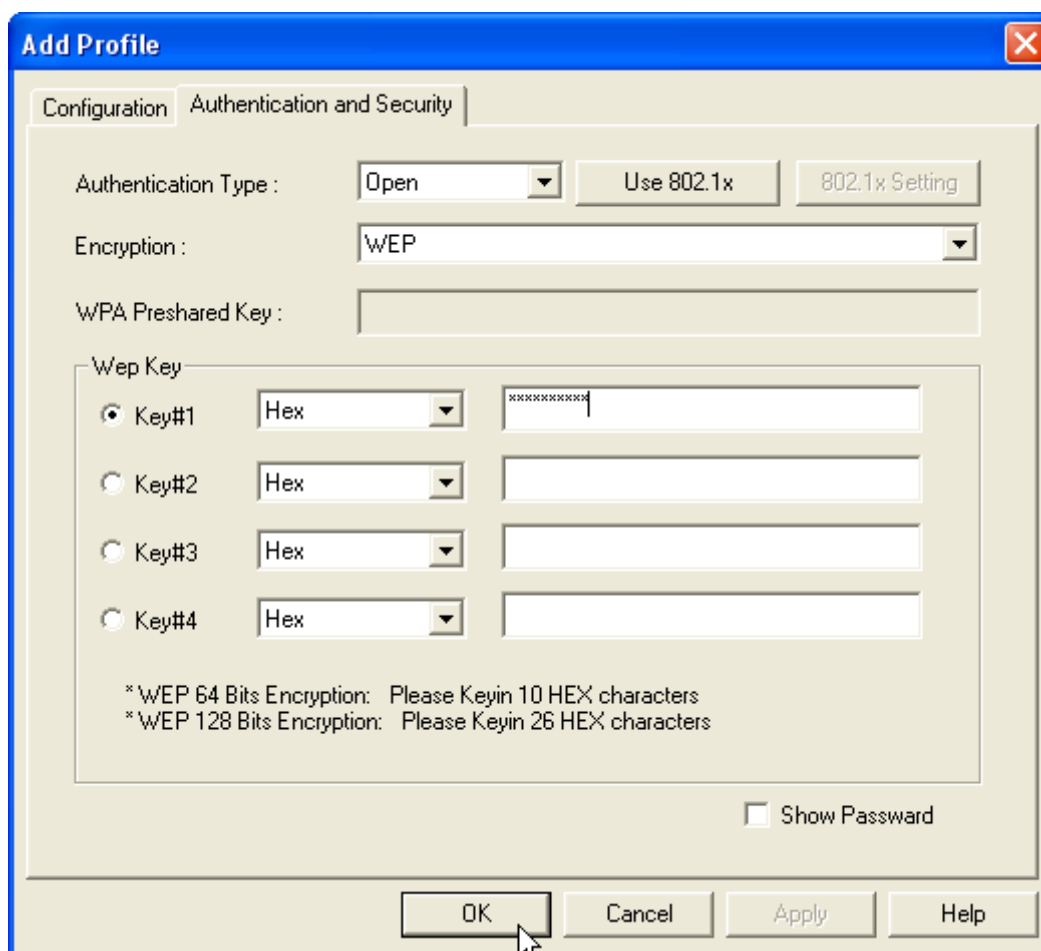 Add Profile
Configuration Authentication and Security
Authentication Type : Open Use 802.1x 802.1x Setting
Encryption : WEP
WPA Preshared Key :
Wep Key
Key#1 Hex **********
Key#2 Hex
Key#3 Hex
Key#4 Hex
* WEP 64 Bits Encryption: Please Keyin 10 HEX characters
* WEP 128 Bits Encryption: Please Keyin 26 HEX characters
Show Passward
OK Cancel Apply Help